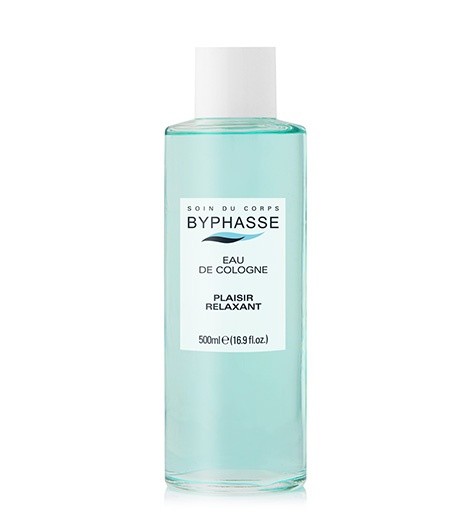 SOIN DU CORPS
BYPHASSE
EAU
DE COLOGNE
PLAISIR
RELAXANT
500ml ℮ (16.9 fl.oz.)